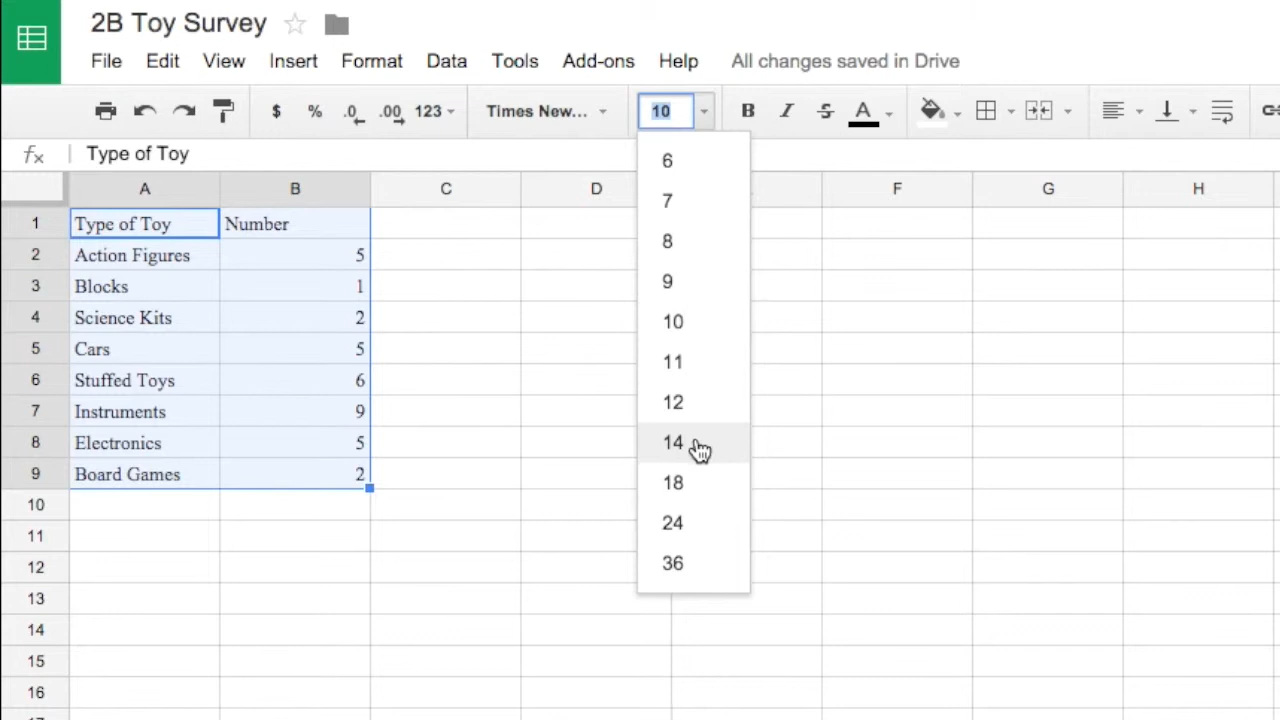 2B Toy Survey
File Edit View Insert Format Data Tools Add-ons Help All changes saved in Drive
$ % .0 .00 123 Times New... 10 B I S A
fx Type of Toy
A B C D F G H
1 Type of Toy Number
2 Action Figures 5
3 Blocks 1
4 Science Kits 2
5 Cars 5
6 Stuffed Toys 6
7 Instruments 9
8 Electronics 5
9 Board Games 2
10
11
12
13
14
15
16
6
7
8
9
10
11
12
14
18
24
36